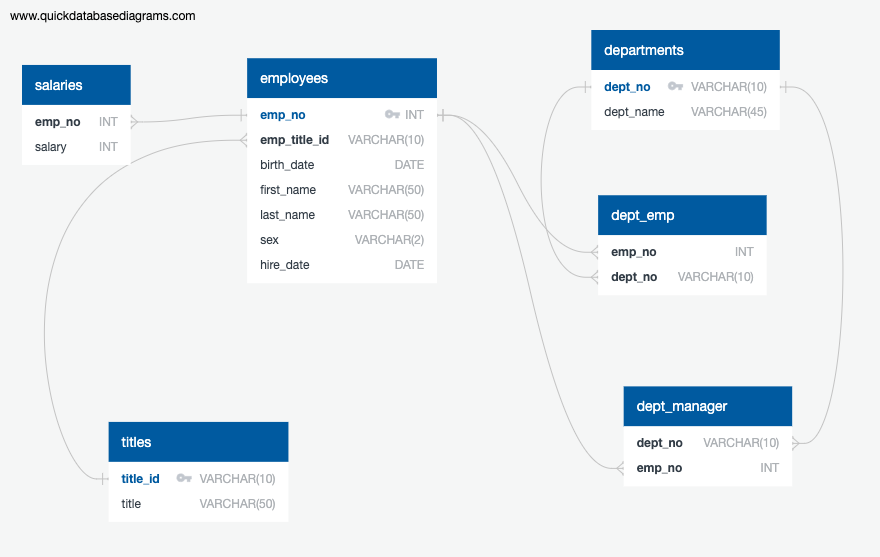 www.quickdatabasediagrams.com
salaries
emp_no INT
salary INT
employees
emp_no INT
emp_title_id VARCHAR(10)
birth_date DATE
first_name VARCHAR(50)
last_name VARCHAR(50)
sex VARCHAR(2)
hire_date DATE
departments
dept_no VARCHAR(10)
dept_name VARCHAR(45)
dept_emp
emp_no INT
dept_no VARCHAR(10)
titles
title_id VARCHAR(10)
title VARCHAR(50)
dept_manager
dept_no VARCHAR(10)
emp_no INT